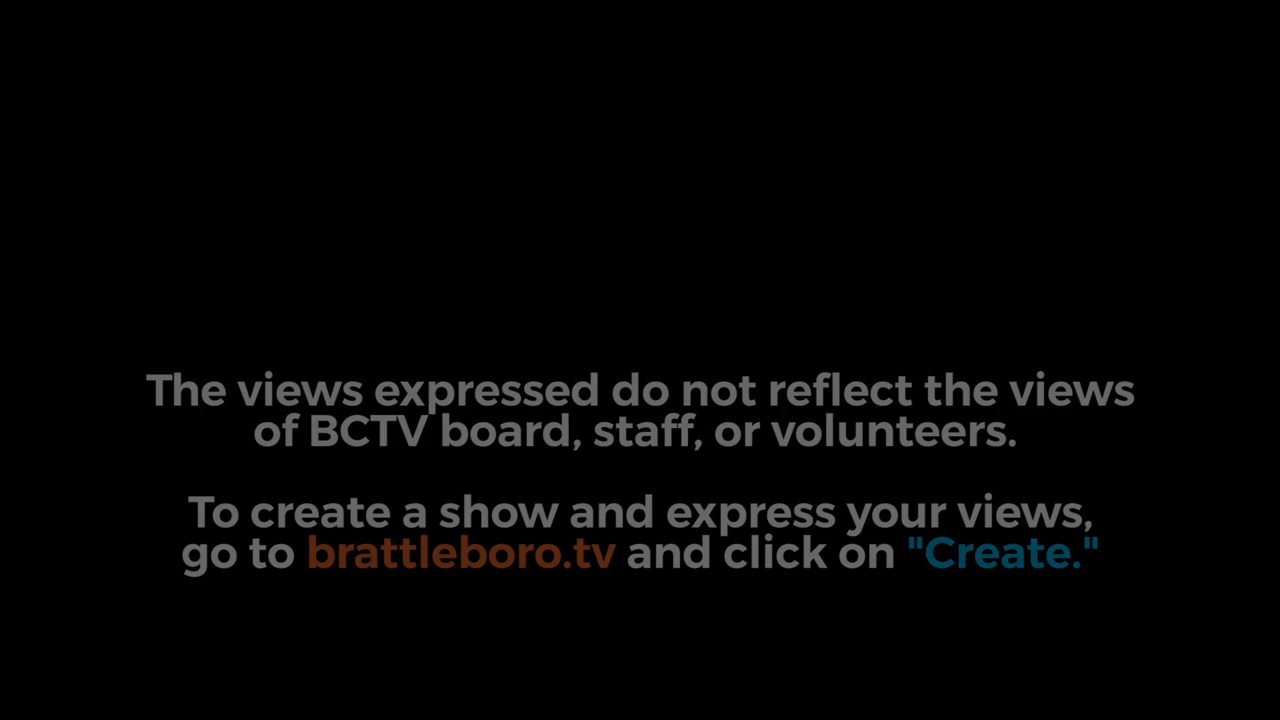 The views expressed do not reflect the views
of BCTV board, staff, or volunteers.
To create a show and express your views,
go to brattleboro.tv and click on "Create."